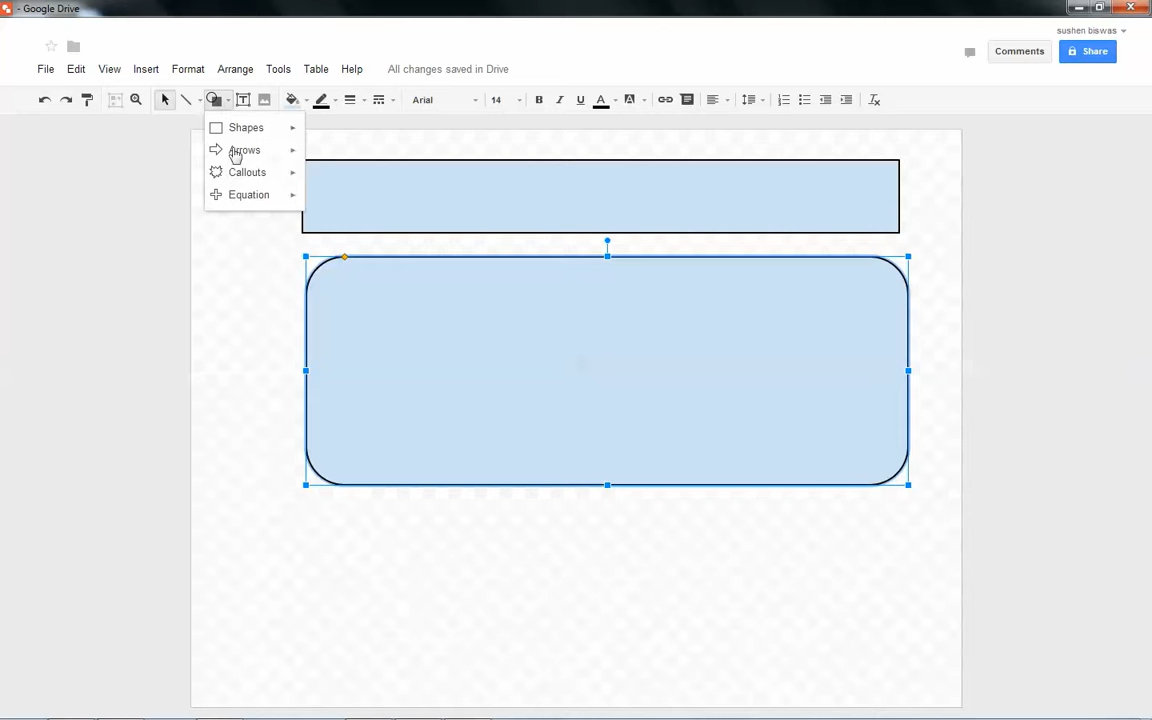 - Google Drive
sushen biswas
Comments
Share
File Edit View Insert Format Arrange Tools Table Help All changes saved in Drive
Arial 14 B I U A A
Shapes
Arrows
Callouts
Equation